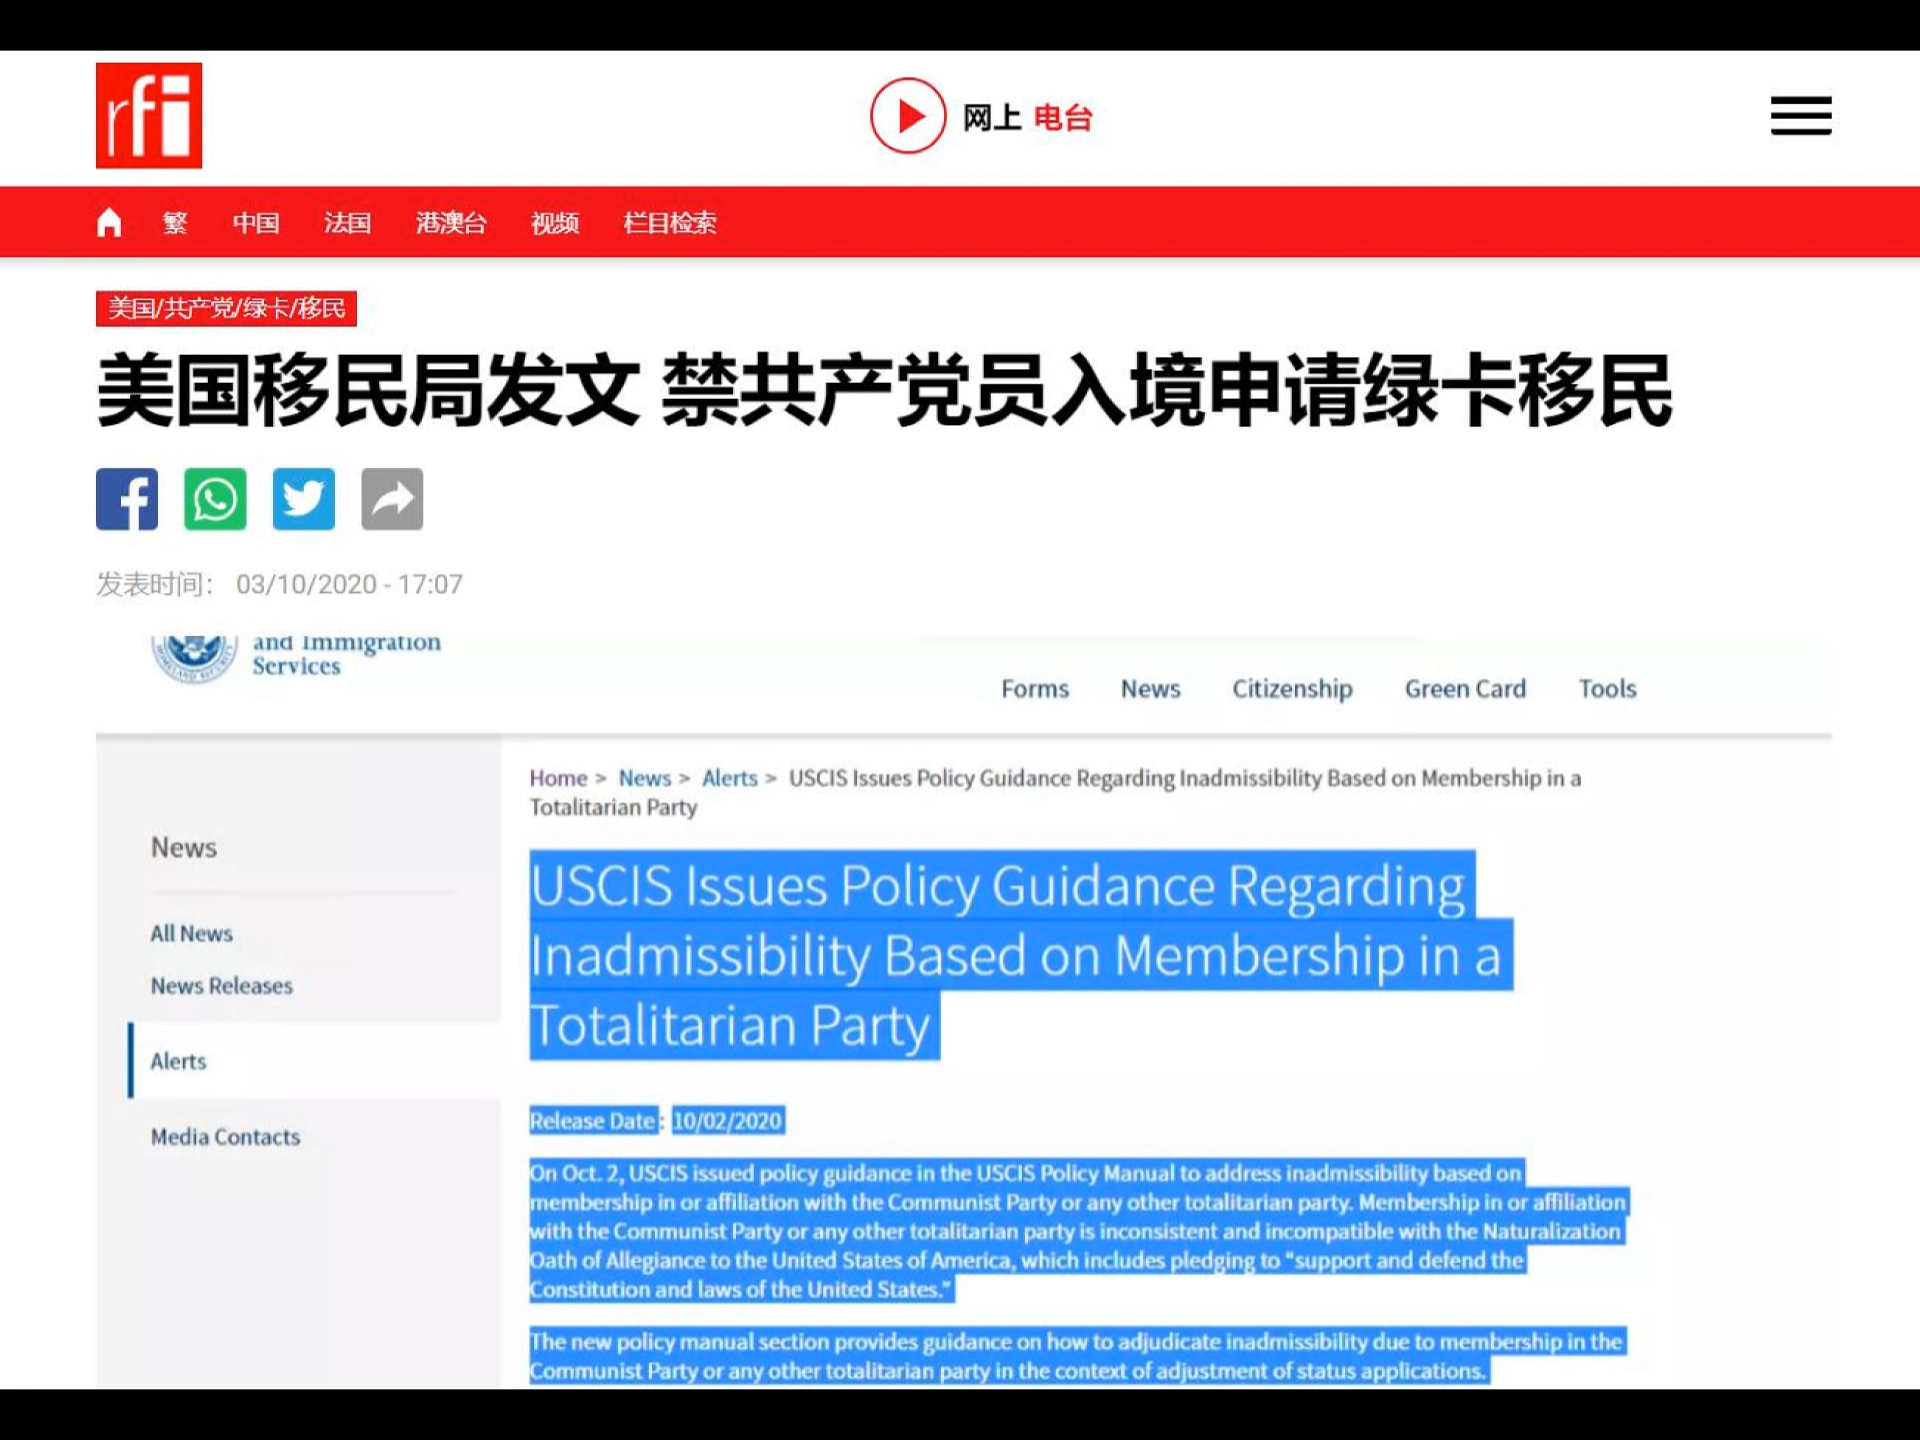 rfi
网上 电台
繁 中国 法国 港澳台 视频 栏目检索
美国/共产党/绿卡/移民
美国移民局发文 禁共产党员入境申请绿卡移民
发表时间： 03/10/2020 - 17:07
and Immigration
Services
Forms News Citizenship Green Card Tools
Home > News > Alerts > USCIS Issues Policy Guidance Regarding Inadmissibility Based on Membership in a
Totalitarian Party
News
All News
News Releases
Alerts
Media Contacts
USCIS Issues Policy Guidance Regarding
Inadmissibility Based on Membership in a
Totalitarian Party
Release Date : 10/02/2020
On Oct. 2, USCIS issued policy guidance in the USCIS Policy Manual to address inadmissibility based on
membership in or affiliation with the Communist Party or any other totalitarian party. Membership in or affiliation
with the Communist Party or any other totalitarian party is inconsistent and incompatible with the Naturalization
Oath of Allegiance to the United States of America, which includes pledging to “support and defend the
Constitution and laws of the United States.”
The new policy manual section provides guidance on how to adjudicate inadmissibility due to membership in the
Communist Party or any other totalitarian party in the context of adjustment of status applications.